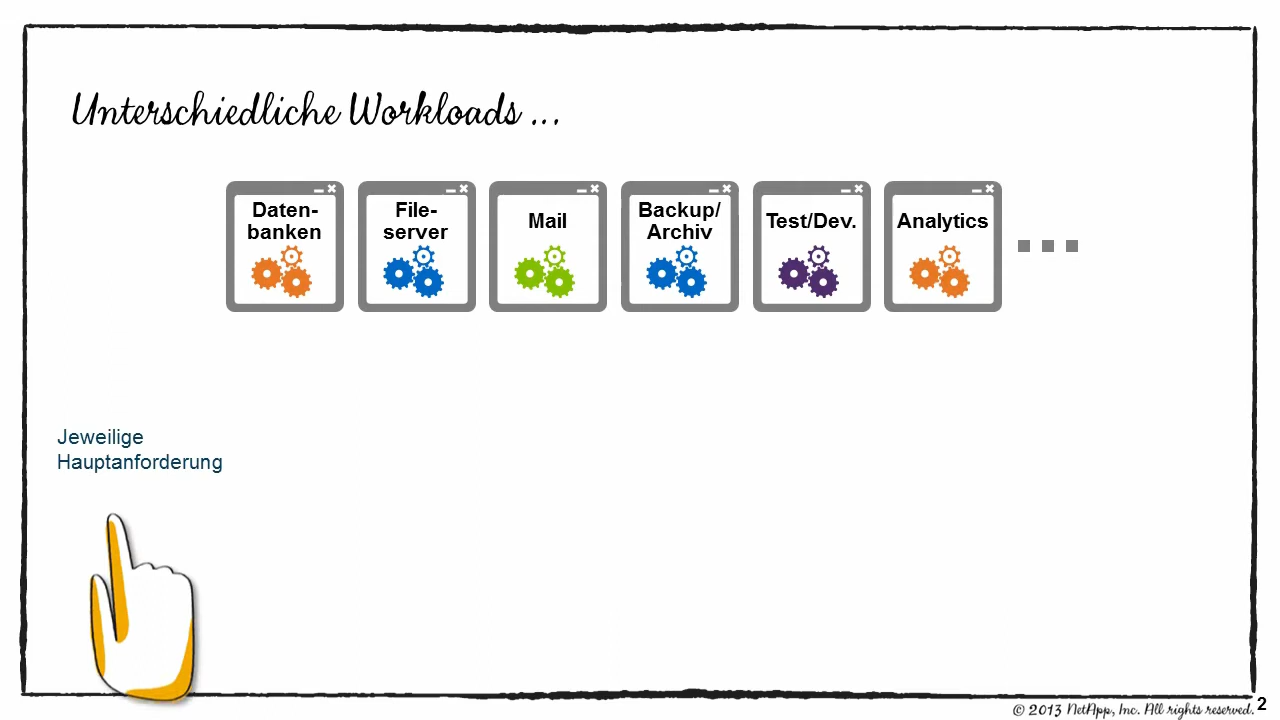 Unterschiedliche Workloads ...
Daten-
banken
File-
server
Mail
Backup/
Archiv
Test/Dev.
Analytics
Jeweilige
Hauptanforderung
© 2013 NetApp, Inc. All rights reserved.
2